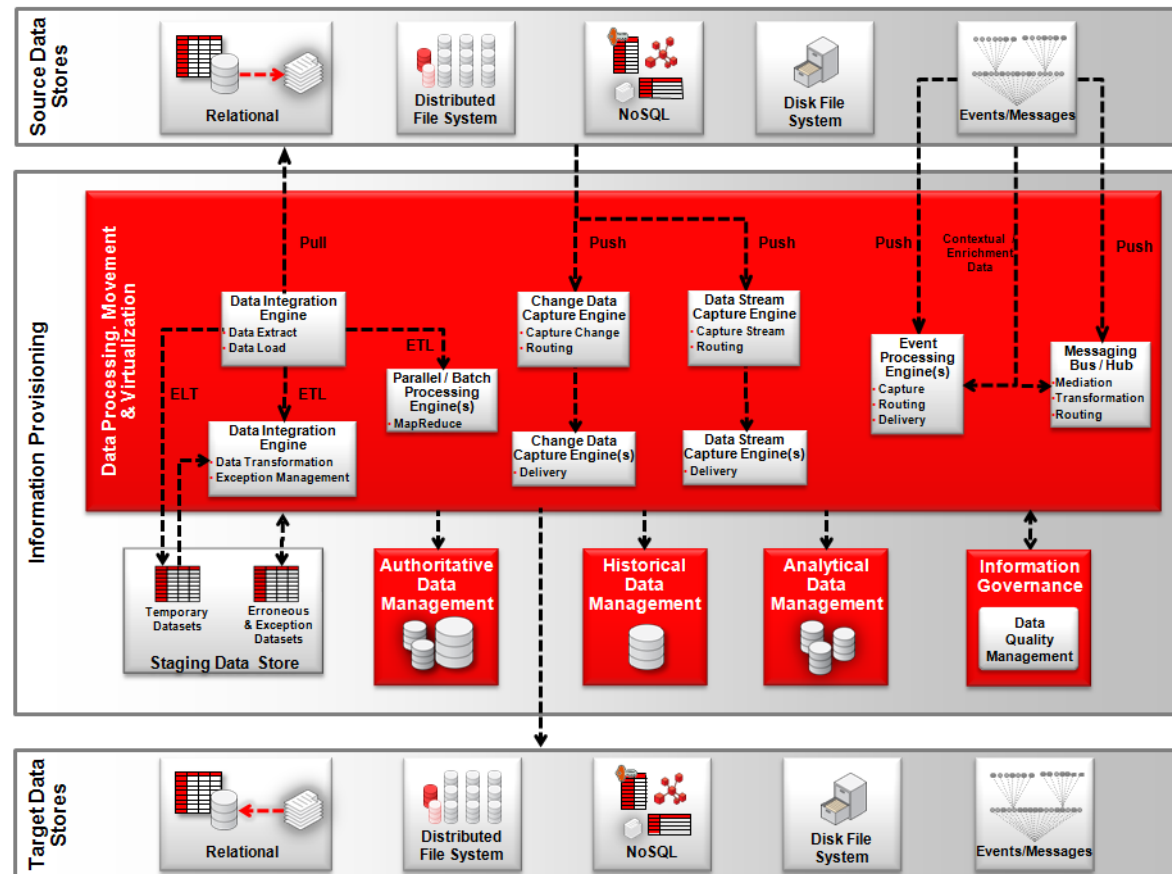 Source Data
Stores
Relational
Distributed
File System
NoSQL
Disk File
System
Events/Messages
Information Provisioning
Data Processing. Movement
& Virtualization
Pull
Push
Push
Push
Contextual /
Enrichment
Data
Push
Data Integration
Engine
• Data Extract
• Data Load
Change Data
Capture Engine
• Capture Change
• Routing
Data Stream
Capture Engine
• Capture Stream
• Routing
Event
Processing
Engine(s)
• Capture
• Routing
• Delivery
Messaging
Bus / Hub
• Mediation
• Transformation
• Routing
ELT
ETL
ETL
Parallel / Batch
Processing
Engine(s)
• MapReduce
Data Integration
Engine
• Data Transformation
• Exception Management
Change Data
Capture Engine(s)
• Delivery
Data Stream
Capture Engine(s)
• Delivery
Temporary
Datasets
Erroneous
& Exception
Datasets
Staging Data Store
Authoritative
Data
Management
Historical
Data
Management
Analytical
Data
Management
Information
Governance
Data
Quality
Management
Target Data
Stores
Relational
Distributed
File System
NoSQL
Disk File
System
Events/Messages